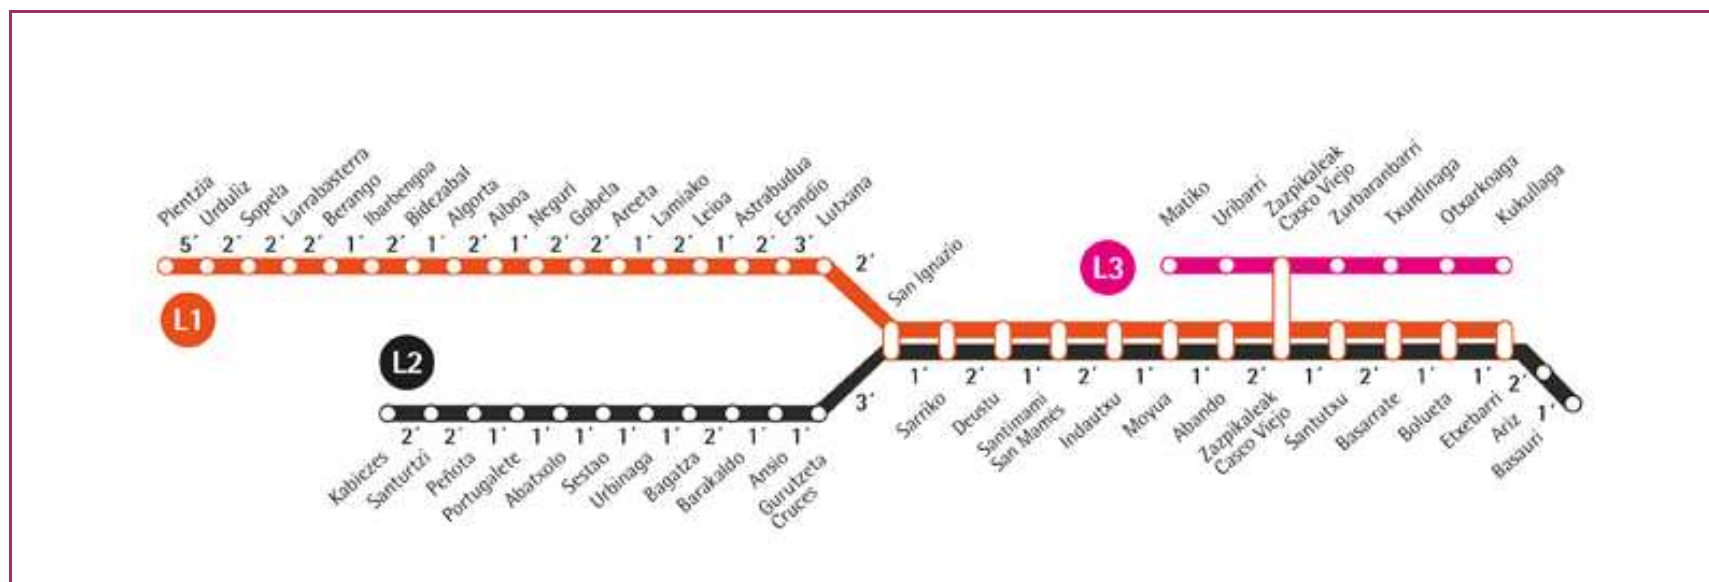 Plentzia
Urduliz
Sopela
Larrabasterra
Berango
Ibarbengoa
Bidezabal
Algorta
Aiboa
Neguri
Gobela
Areeta
Lamiako
Leioa
Astrabudua
Erandio
Lutxana
5´ 2´ 2´ 2´ 1´ 2´ 1´ 2´ 1´ 2´ 2´ 1´ 2´ 1´ 2´ 3´
2´
L1
San Ignazio
Matiko
Uribarri
Zazpikaleak
Casco Viejo
Zurbaranbarri
Txurdinaga
Otxarkoaga
Kukullaga
L3
L2
3´
2´ 2´ 1´ 1´ 1´ 1´ 1´ 2´ 1´ 1´
Kabiezes
Santurtzi
Peñota
Portugalete
Abatxolo
Sestao
Urbinaga
Bagatza
Barakaldo
Ansio
Gurutzeta
Cruces
1´ 2´ 1´ 2´ 1´ 1´ 2´ 1´ 2´ 1´ 1´ 2´ 1´
Sarriko
Deustu
Santimami
San Mamés
Indautxu
Moyua
Abando
Zazpikaleak
Casco Viejo
Santutxu
Basarrate
Bolueta
Etxebarri
Ariz
Basauri